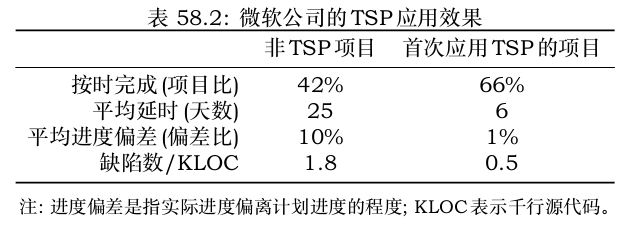 表 58.2: 微软公司的TSP应用效果
非TSP项目 首次应用TSP的项目
按时完成(项目比) 42% 66%
平均延时(天数) 25 6
平均进度偏差(偏差比) 10% 1%
缺陷数/KLOC 1.8 0.5
注: 进度偏差是指实际进度偏离计划进度的程度; KLOC表示千行源代码。